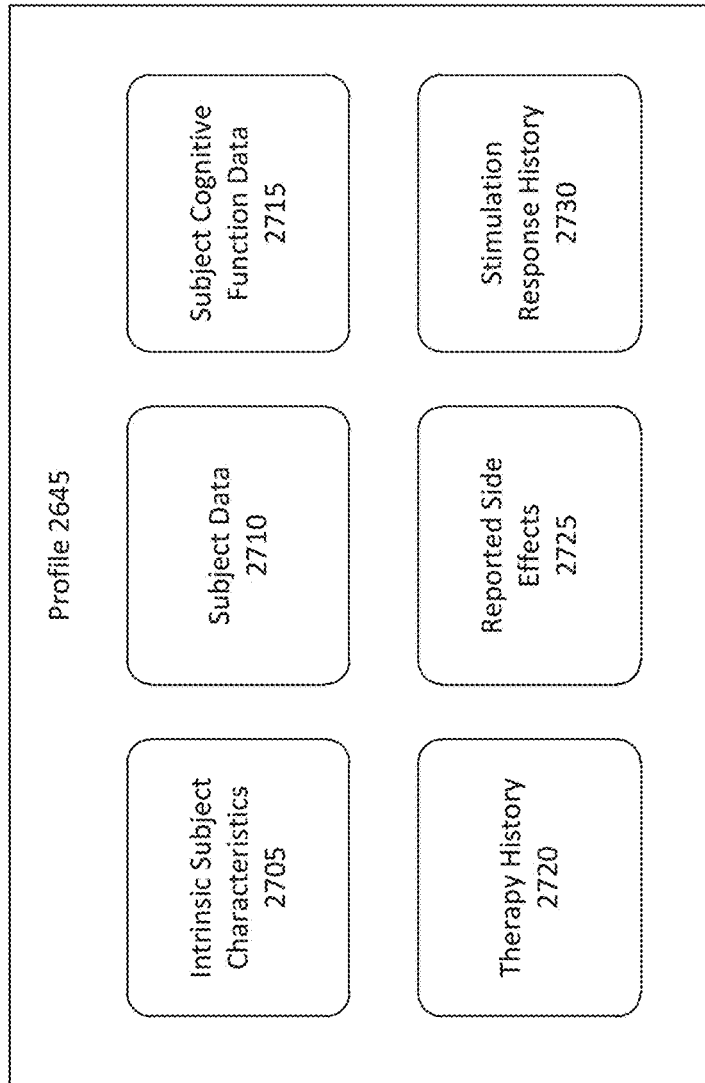 Profile 2645
Intrinsic Subject
Characteristics
2705
Subject Data
2710
Subject Cognitive
Function Data
2715
Therapy History
2720
Reported Side
Effects
2725
Stimulation
Response History
2730